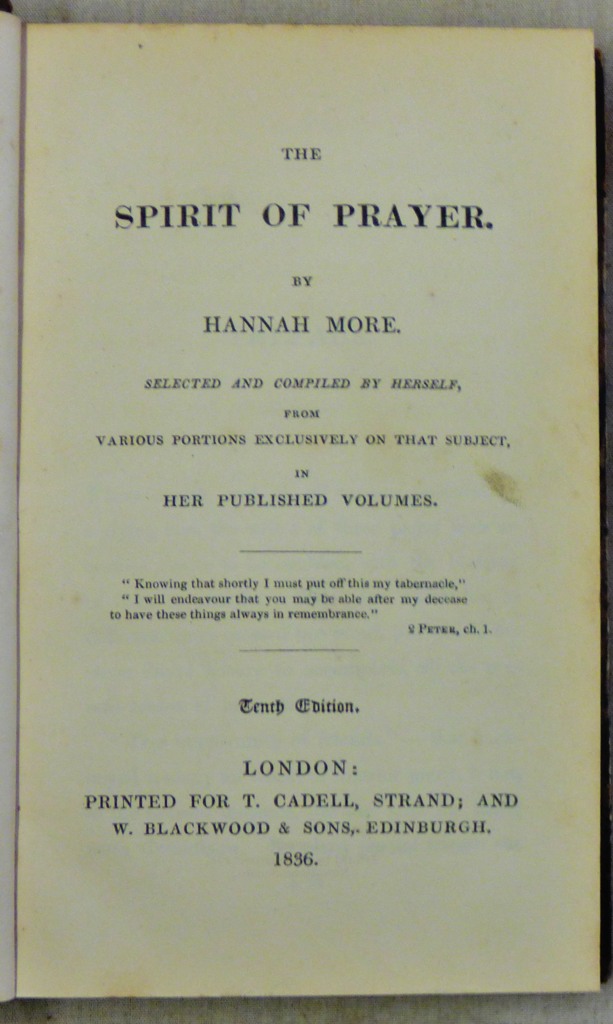 THE
SPIRIT OF PRAYER.
BY
HANNAH MORE.
SELECTED AND COMPILED BY HERSELF,
FROM
VARIOUS PORTIONS EXCLUSIVELY ON THAT SUBJECT,
IN
HER PUBLISHED VOLUMES.
“ Knowing that shortly I must put off this my tabernacle,”
“ I will endeavour that you may be able after my decease
to have these things always in remembrance.”
2 PETER, ch. 1.
Tenth Edition.
LONDON:
PRINTED FOR T. CADELL, STRAND; AND
W. BLACKWOOD & SONS,. EDINBURGH.
1836.